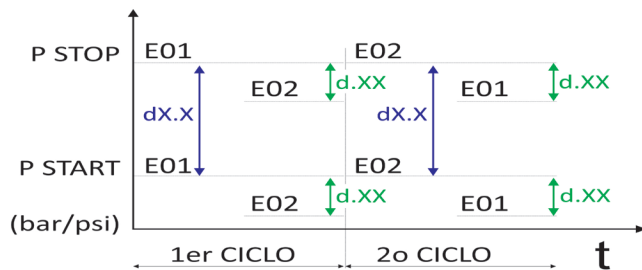 P STOP E01 E02
d.XX d.XX
E02 E01
dX.X dX.X
P START E01 E02
d.XX d.XX
E02 E01
(bar/psi)
1er CICLO 2o CICLO t